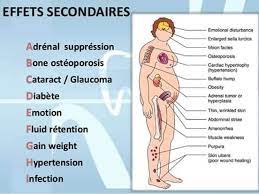 EFFETS SECONDAIRES
Adrénal suppréssion
Bone ostéoporosis
Cataract / Glaucoma
Diabète
Emotion
Fluid rétention
Gain weight
Hypertension
Infection
Emotional disturbance
Enlarged sella turcica
Moon facies
Osteoporosis
Cardiac hypertrophy
(hypertension)
Buffalo hump
Obesity
Adrenal tumor or
hyperplasia
Thin, wrinkled skin
Abdominal striae
Amenorrhea
Muscle weakness
Purpura
Skin ulcers
(poor wound healing)